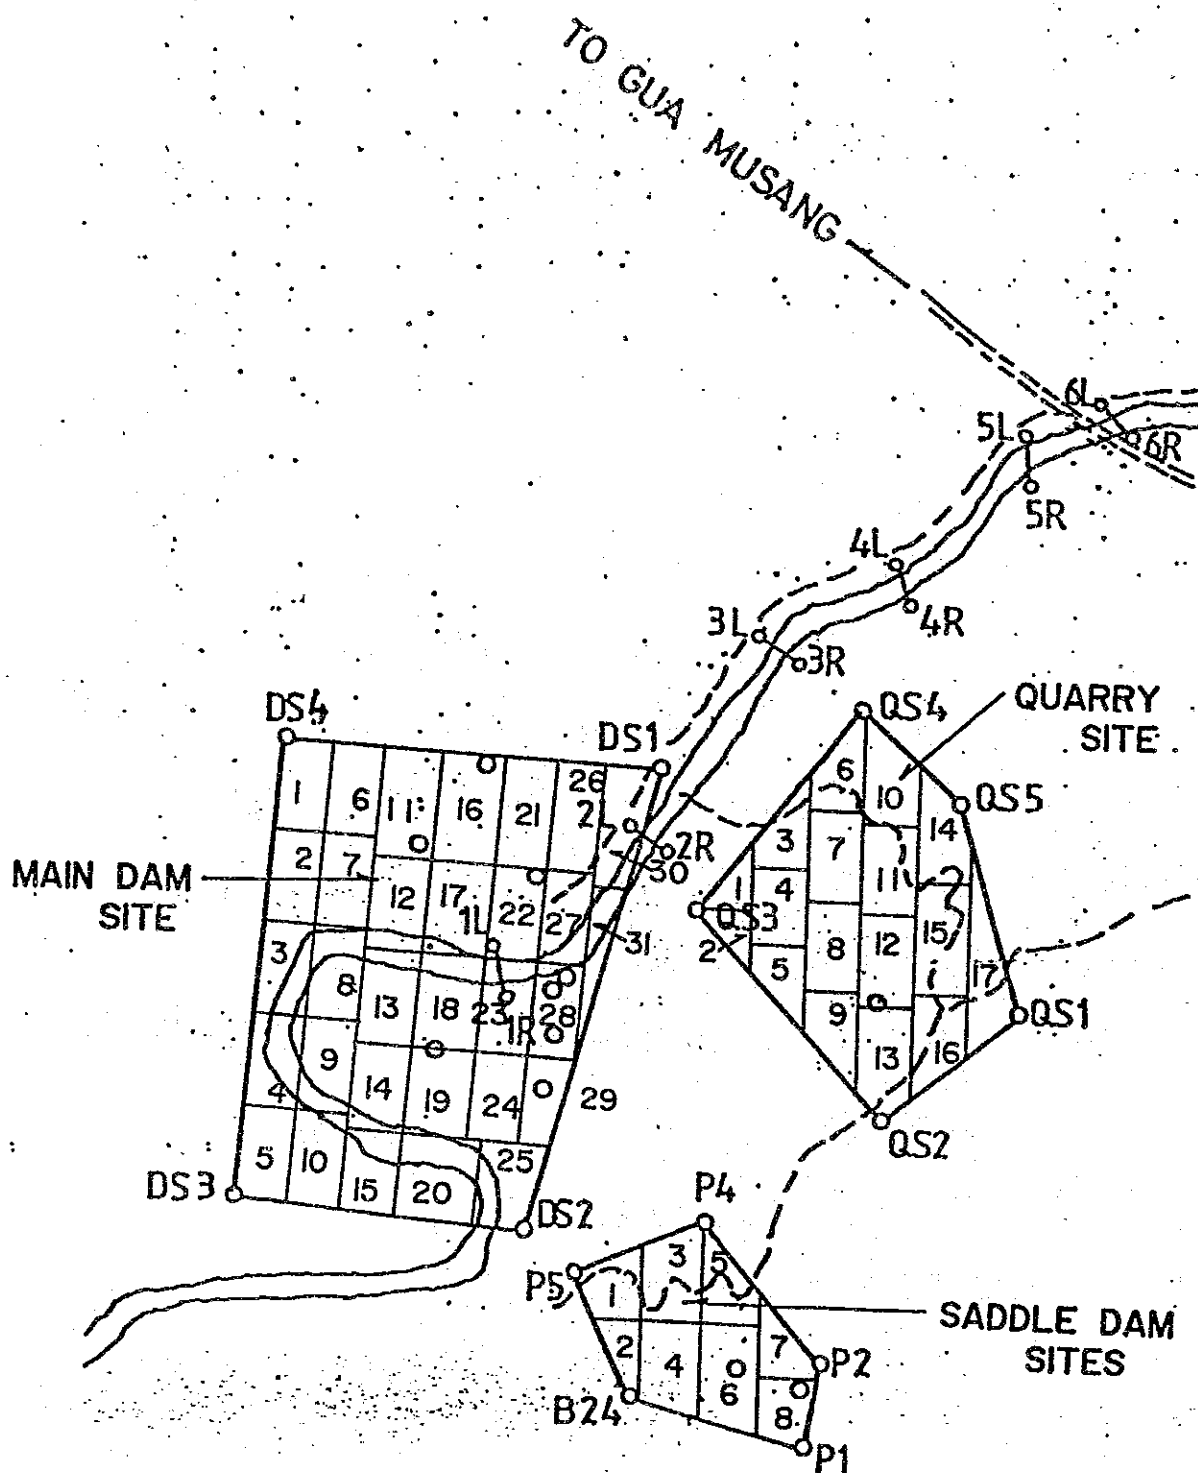 TO GUA MUSANG
6L
5L
6R
5R
4L
4R
3L
3R
DS4
DS1
QS4
QUARRY
SITE
QS5
1
6
11
16
21
26
2
2R
30
6
10
14
3
7
MAIN DAM
SITE
2
7
12
17
1L
22
27
31
1
4
11
QS3
2
5
8
12
15
17
3
8
13
18
23
1R
28
9
QS1
4
9
14
19
24
29
13
16
QS2
5
10
15
20
25
DS3
DS2
P4
P5
1
3
5
SADDLE DAM
SITES
2
4
6
7
P2
8
B24
P1